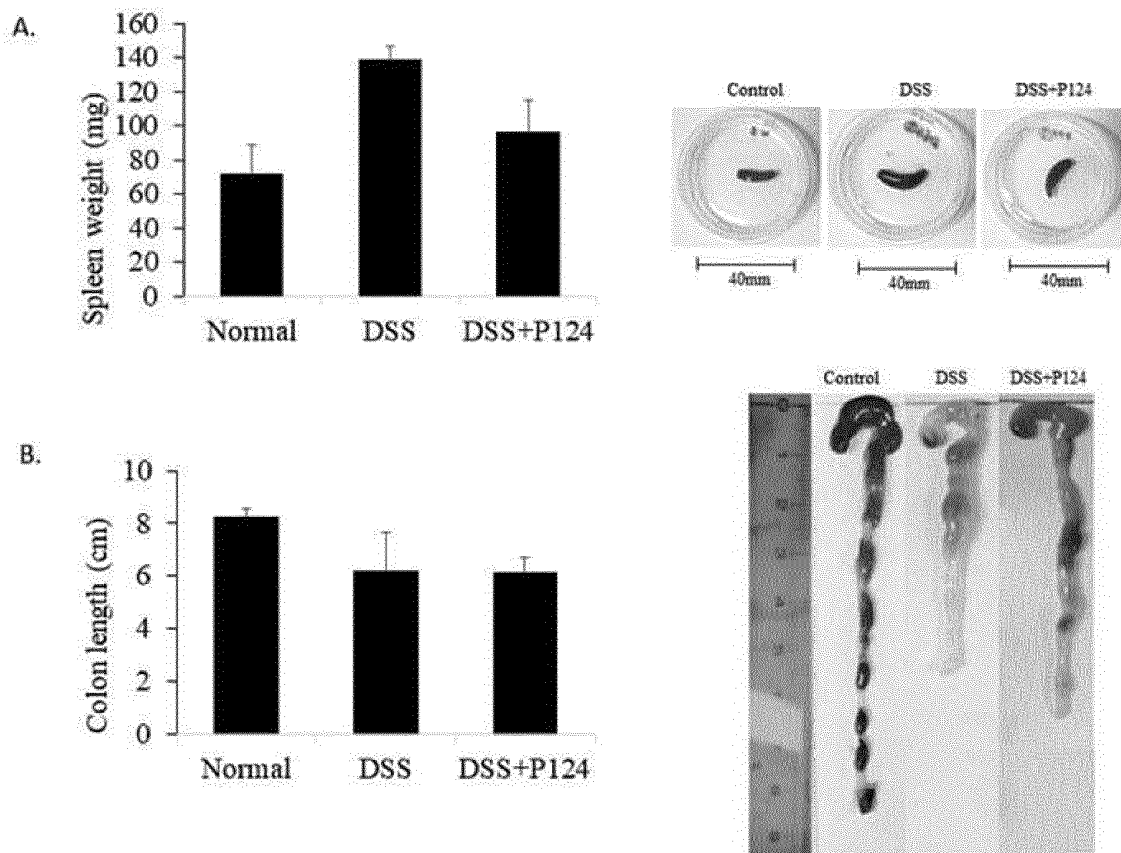 A.
Spleen weight (mg)
160
140
120
100
80
60
40
20
0
Normal DSS DSS+P124
Control DSS DSS+P124
40mm 40mm 40mm
B.
Colon length (cm)
10
8
6
4
2
0
Normal DSS DSS+P124
Control DSS DSS+P124